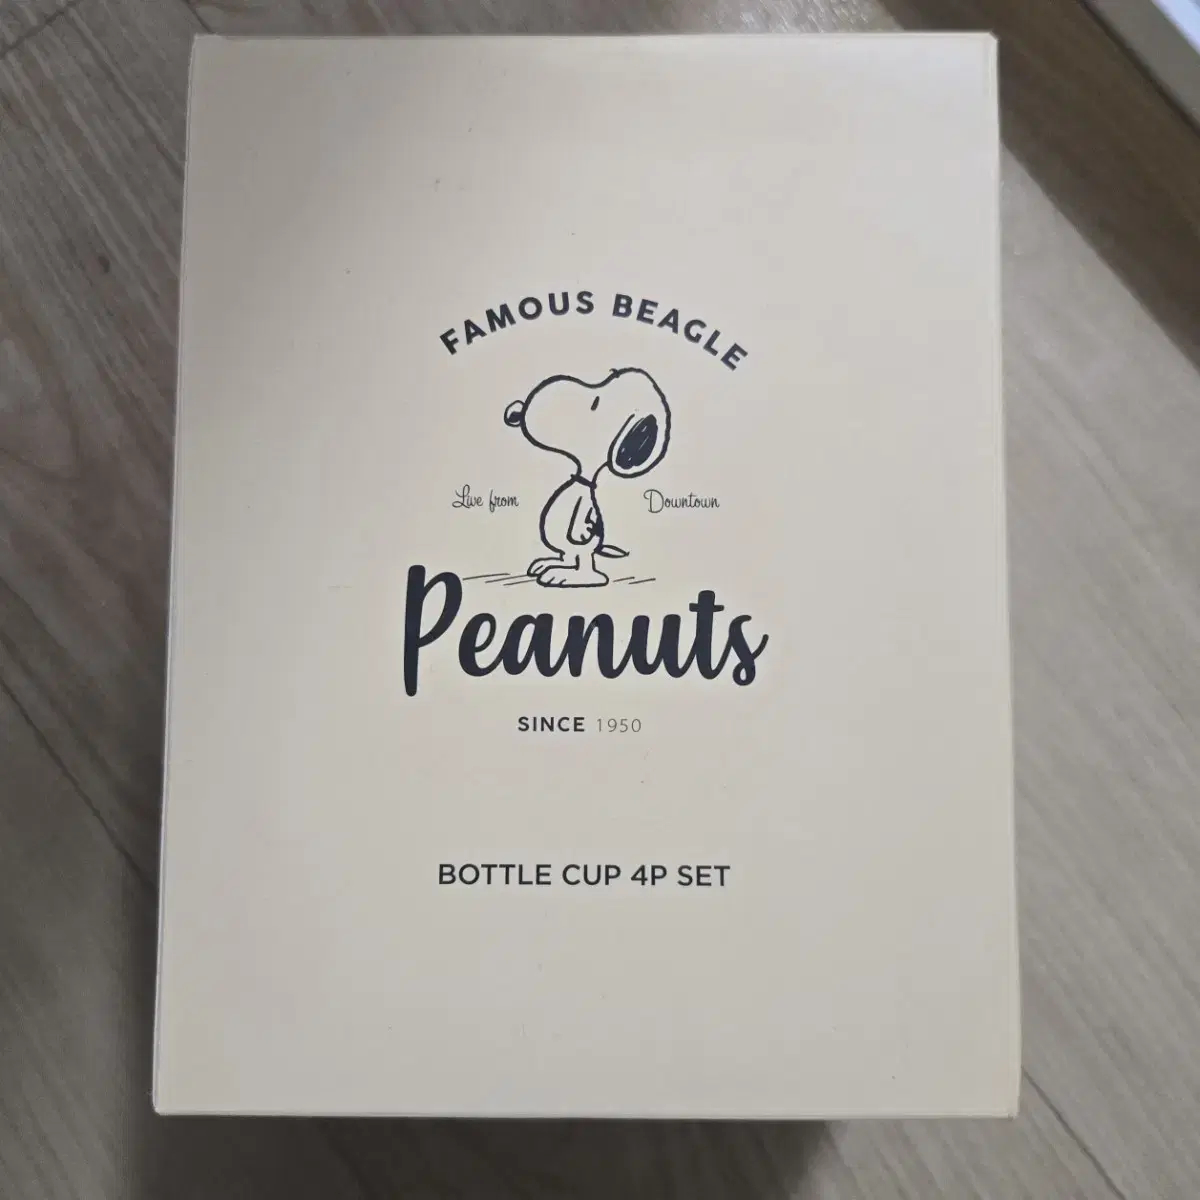 FAMOUS BEAGLE
Live from Downtown
Peanuts
SINCE 1950
BOTTLE CUP 4P SET